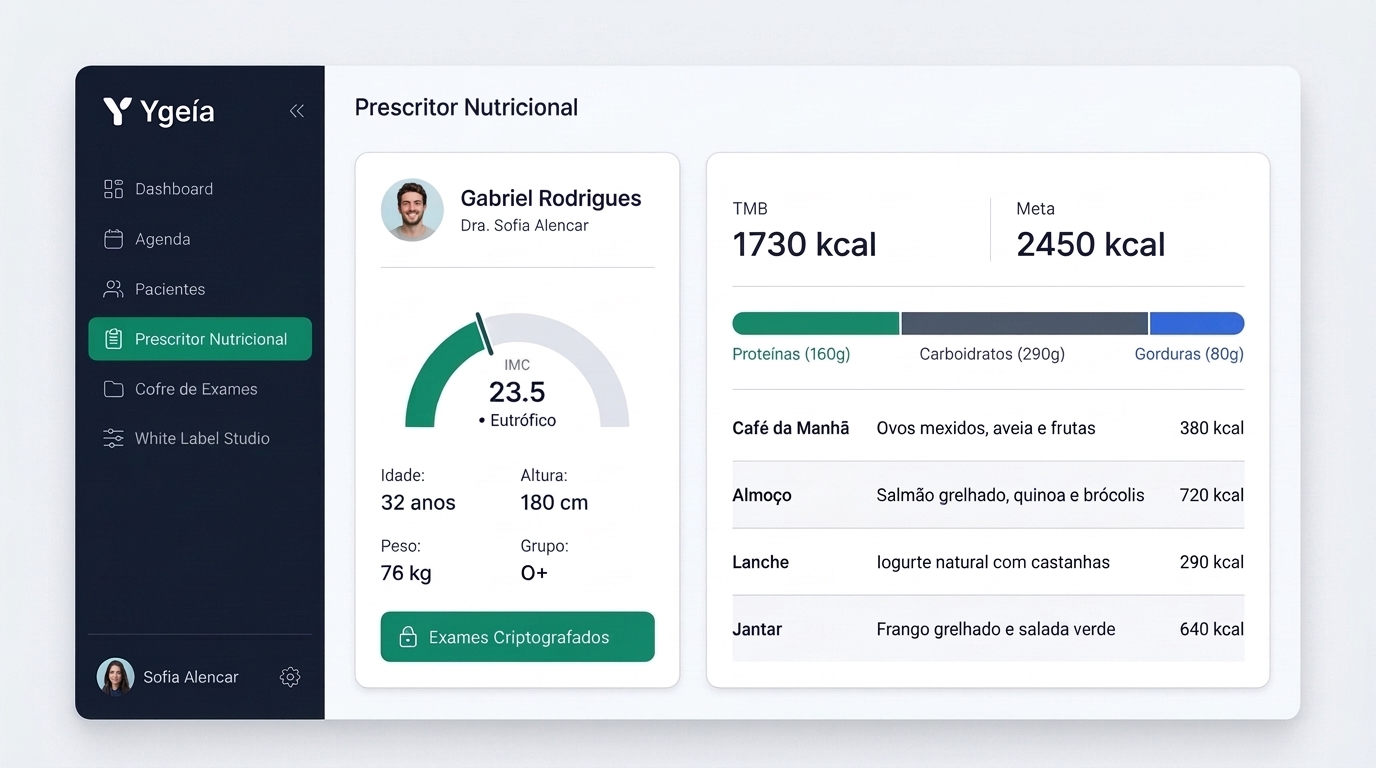 Ygeía
Dashboard
Agenda
Pacientes
Prescritor Nutricional
Cofre de Exames
White Label Studio
Sofia Alencar
Prescritor Nutricional
Gabriel Rodrigues
Dra. Sofia Alencar
IMC
23.5
• Eutrófico
Idade: Altura:
32 anos 180 cm
Peso: Grupo:
76 kg O+
Exames Criptografados
TMB Meta
1730 kcal 2450 kcal
Proteínas (160g) Carboidratos (290g) Gorduras (80g)
Café da Manhã Ovos mexidos, aveia e frutas 380 kcal
Almoço Salmão grelhado, quinoa e brócolis 720 kcal
Lanche Iogurte natural com castanhas 290 kcal
Jantar Frango grelhado e salada verde 640 kcal